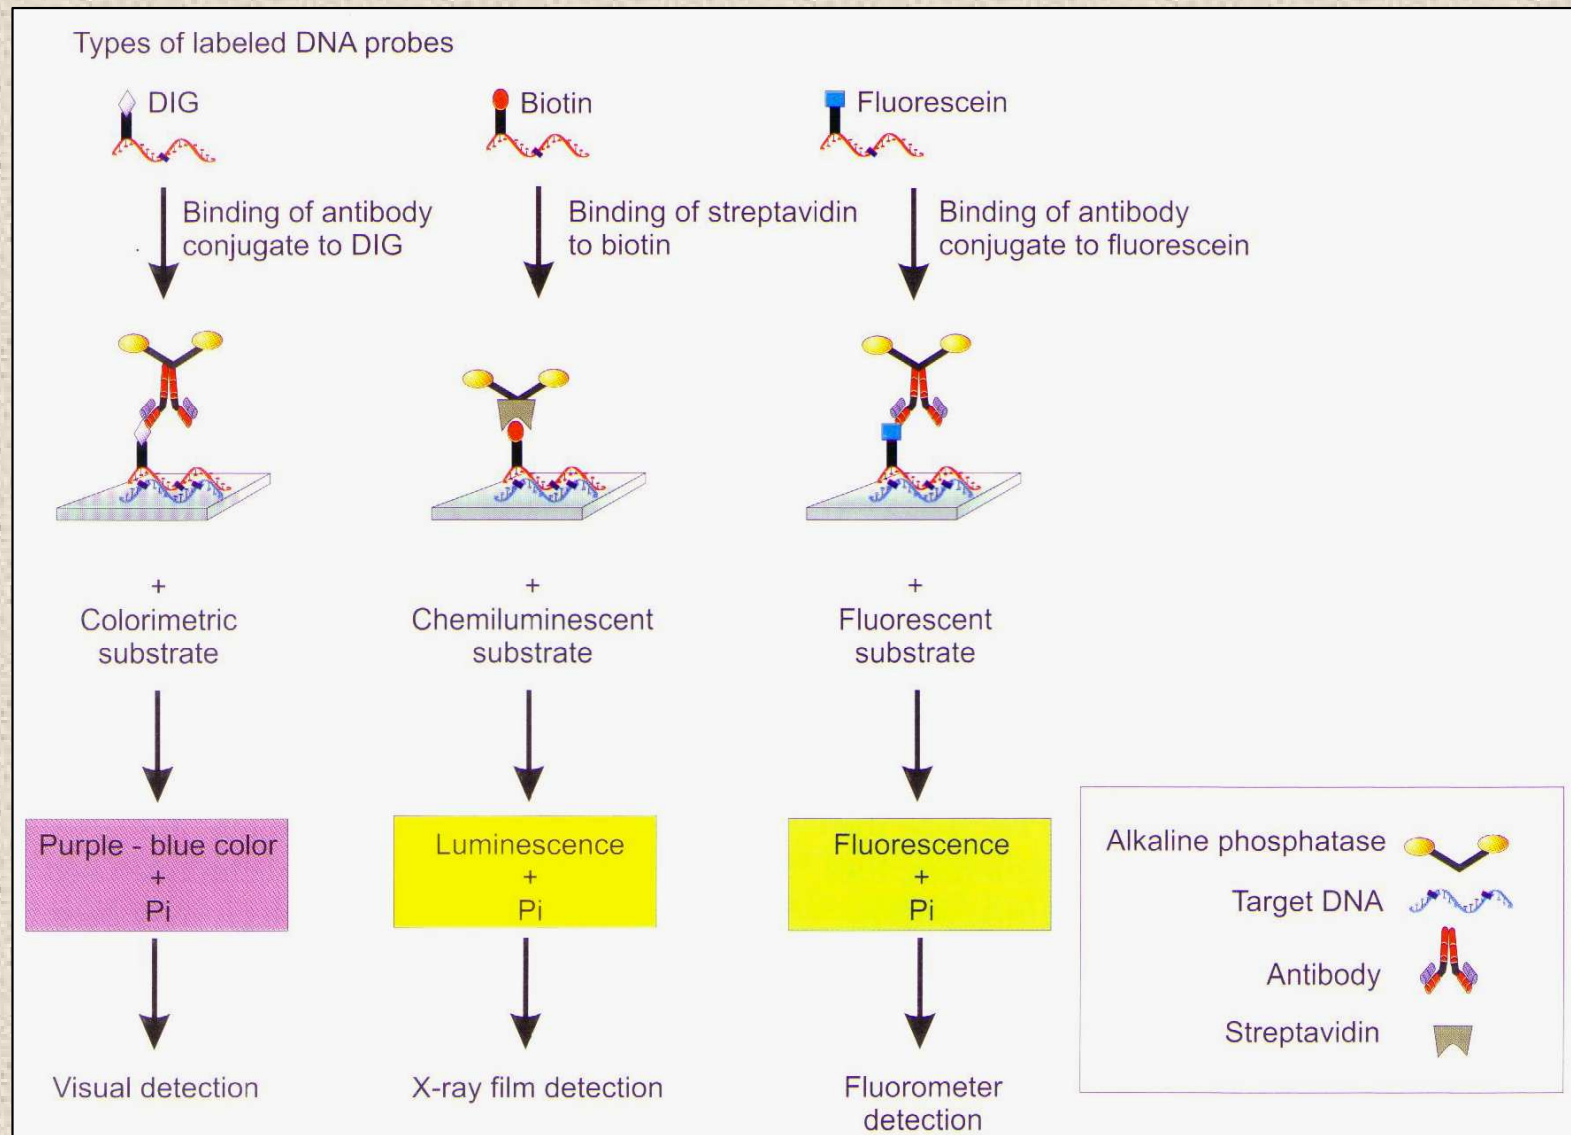 Types of labeled DNA probes
DIG
Biotin
Fluorescein
Binding of antibody
conjugate to DIG
Binding of streptavidin
to biotin
Binding of antibody
conjugate to fluorescein
+
Colorimetric
substrate
+
Chemiluminescent
substrate
+
Fluorescent
substrate
Purple - blue color
+
Pi
Luminescence
+
Pi
Fluorescence
+
Pi
Visual detection
X-ray film detection
Fluorometer
detection
Alkaline phosphatase
Target DNA
Antibody
Streptavidin